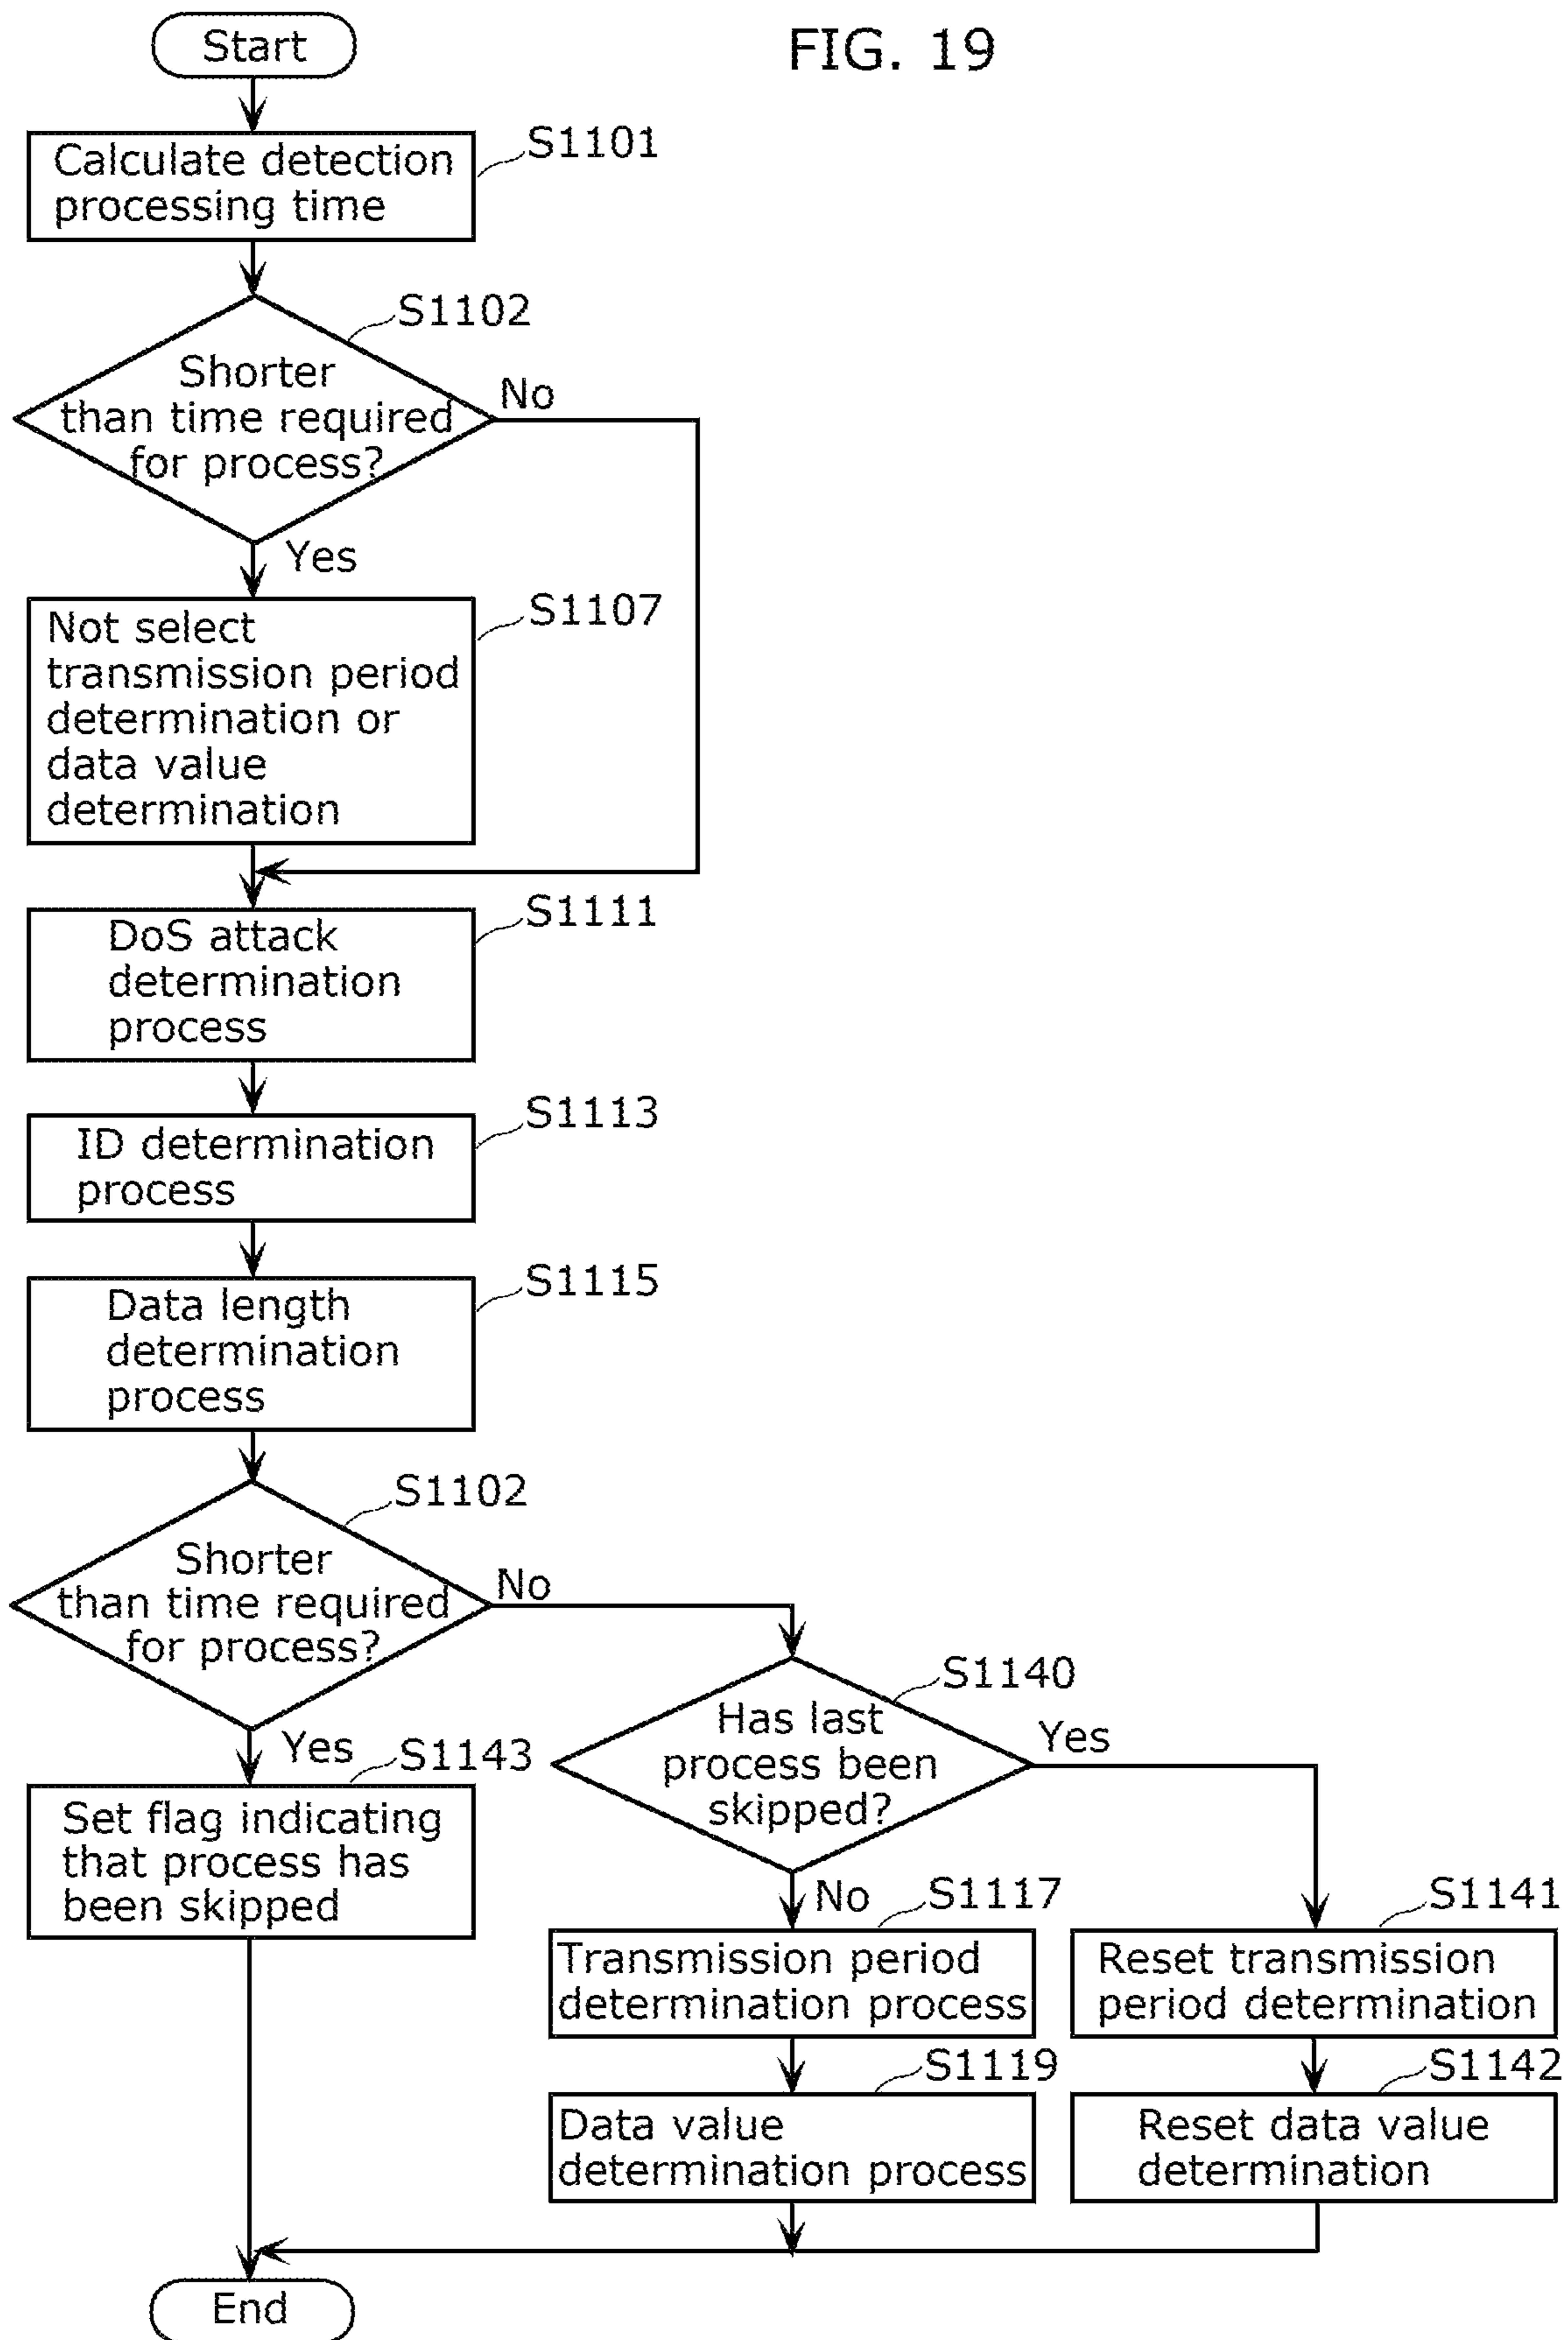 FIG. 19
Start
S1101
Calculate detection
processing time
S1102
Shorter
than time required
for process?
No
Yes
S1107
Not select
transmission period
determination or
data value
determination
S1111
DoS attack
determination
process
S1113
ID determination
process
S1115
Data length
determination
process
S1102
Shorter
than time required
for process?
No
Yes
S1143
Set flag indicating
that process has
been skipped
S1140
Has last
process been
skipped?
Yes
No
S1117
Transmission period
determination process
S1141
Reset transmission
period determination
S1119
Data value
determination process
S1142
Reset data value
determination
End